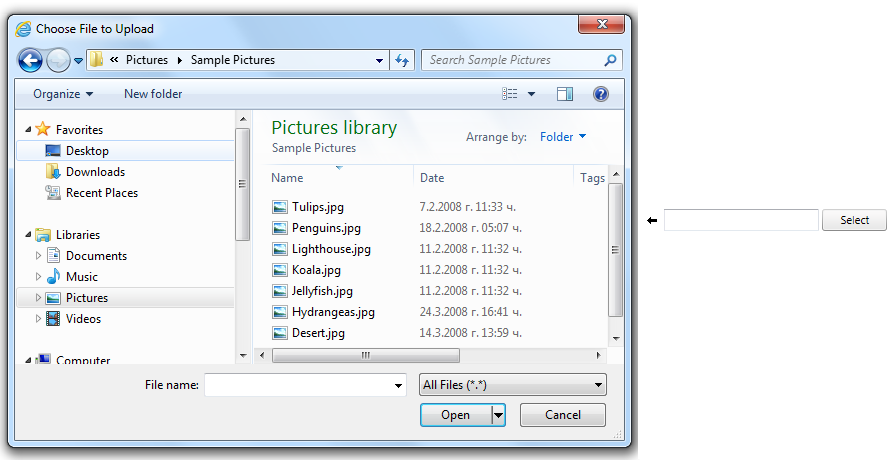 Choose File to Upload
« Pictures ▸ Sample Pictures
Search Sample Pictures
Organize
New folder
Favorites
Desktop
Downloads
Recent Places
Libraries
Documents
Music
Pictures
Videos
Computer
Pictures library
Sample Pictures
Arrange by: Folder
Name Date Tags
Tulips.jpg 7.2.2008 г. 11:33 ч.
Penguins.jpg 18.2.2008 г. 05:07 ч.
Lighthouse.jpg 11.2.2008 г. 11:32 ч.
Koala.jpg 11.2.2008 г. 11:32 ч.
Jellyfish.jpg 11.2.2008 г. 11:32 ч.
Hydrangeas.jpg 24.3.2008 г. 16:41 ч.
Desert.jpg 14.3.2008 г. 13:59 ч.
File name:
All Files (*.*)
Open
Cancel
Select